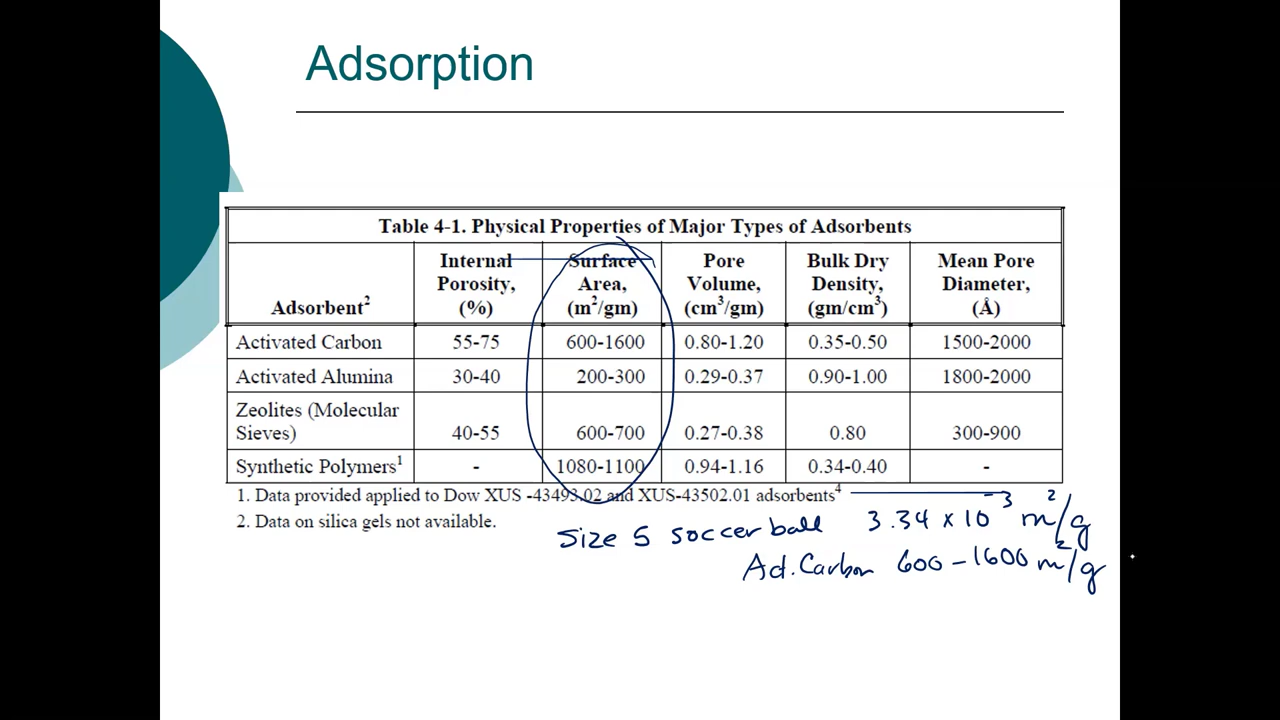 Adsorption
Table 4-1. Physical Properties of Major Types of Adsorbents
Adsorbent² Internal Porosity, (%) Surface Area, (m²/gm) Pore Volume, (cm³/gm) Bulk Dry Density, (gm/cm³) Mean Pore Diameter, (Å)
Activated Carbon 55-75 600-1600 0.80-1.20 0.35-0.50 1500-2000
Activated Alumina 30-40 200-300 0.29-0.37 0.90-1.00 1800-2000
Zeolites (Molecular Sieves) 40-55 600-700 0.27-0.38 0.80 300-900
Synthetic Polymers¹ - 1080-1100 0.94-1.16 0.34-0.40 -
1. Data provided applied to Dow XUS -43493.02 and XUS-43502.01 adsorbents⁴
2. Data on silica gels not available.
Size 5 soccer ball 3.34 x 10⁻³ m²/g
Ad. Carbon 600-1600 m²/g